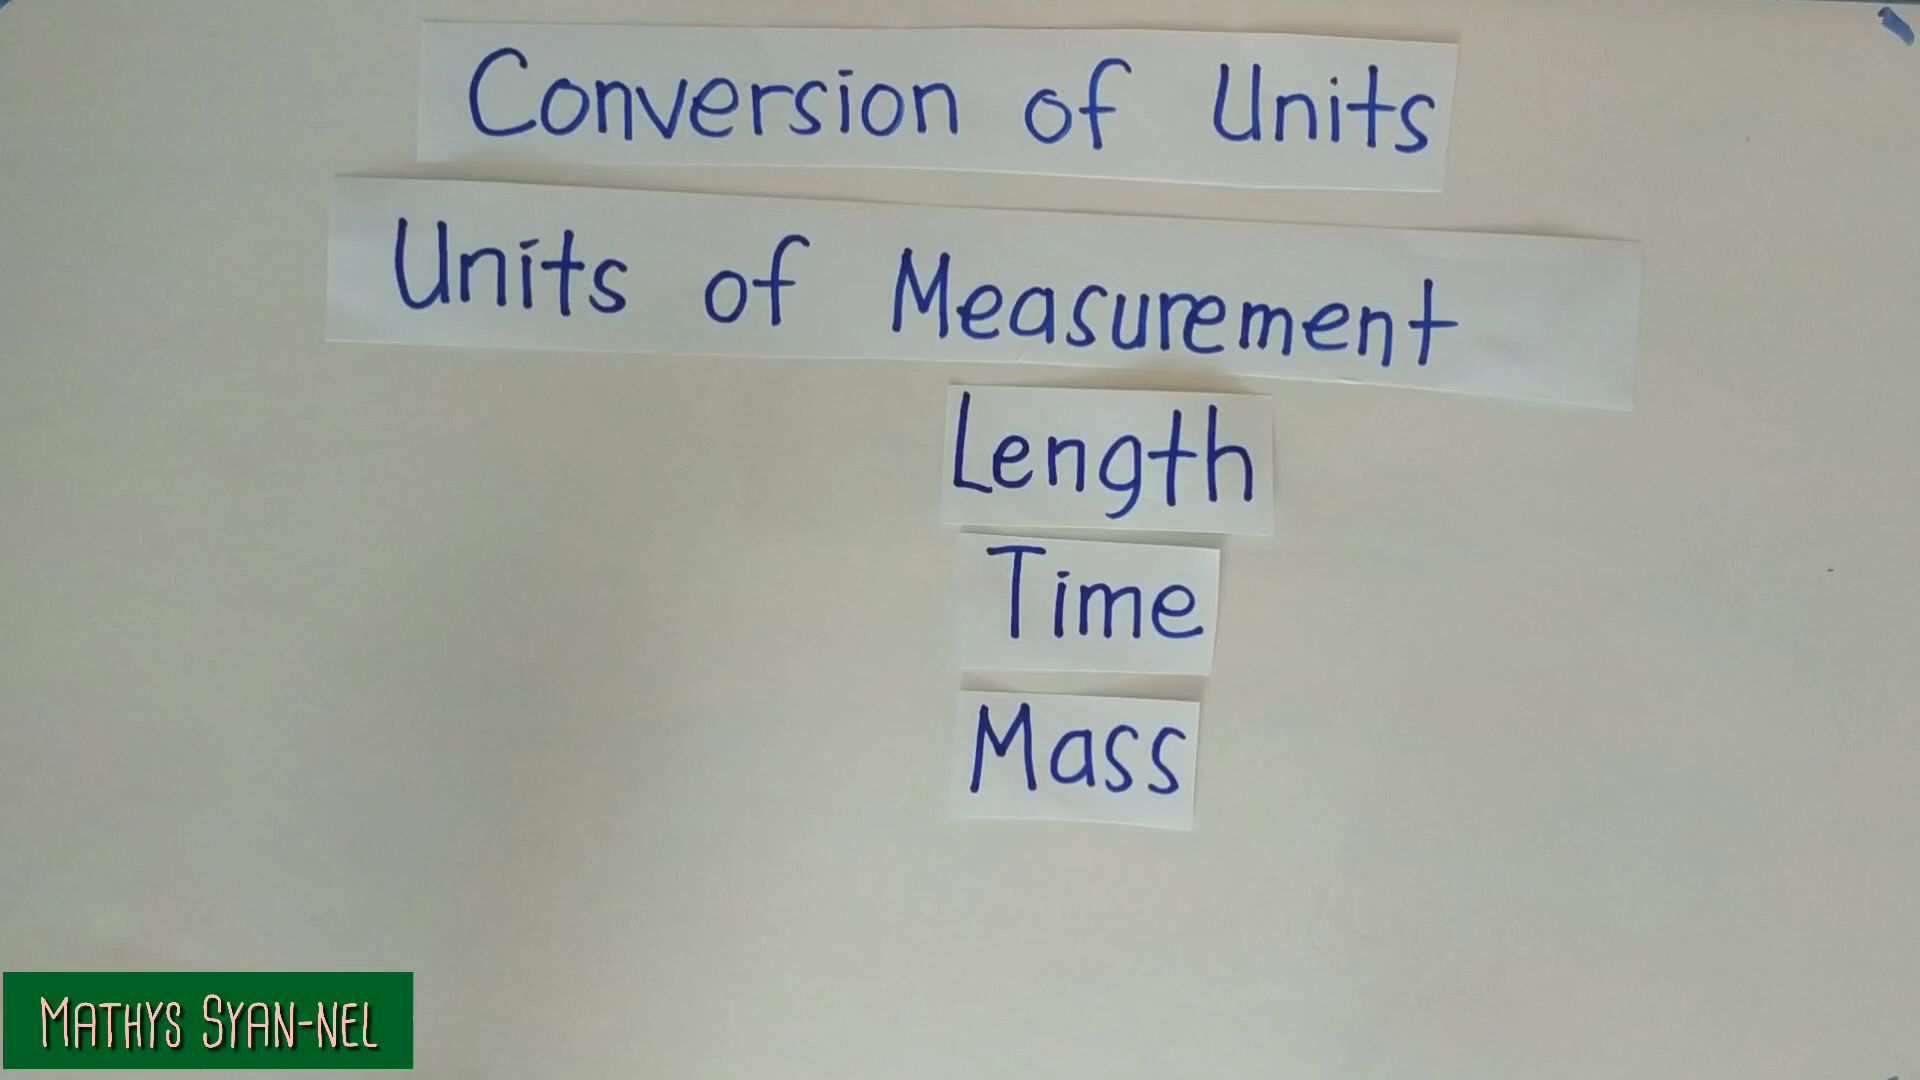 Conversion of Units
Units of Measurement
Length
Time
Mass
MATHYS SYAN-NEL